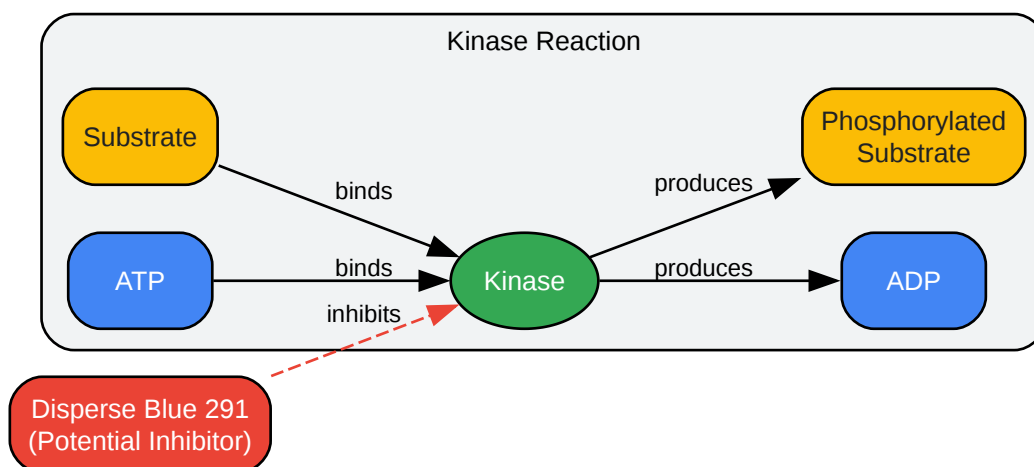 Kinase Reaction
Substrate
Phosphorylated
Substrate
binds
produces
ATP
binds
Kinase
produces
ADP
inhibits
Disperse Blue 291
(Potential Inhibitor)